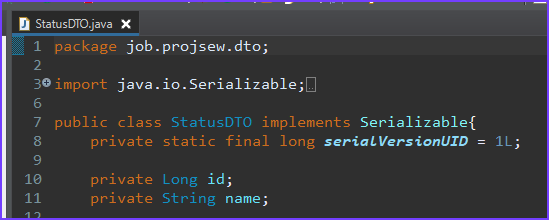 StatusDTO.java
1 package job.projsew.dto;
2
3 import java.io.Serializable;
6
7 public class StatusDTO implements Serializable{
8 private static final long serialVersionUID = 1L;
9
10 private Long id;
11 private String name;